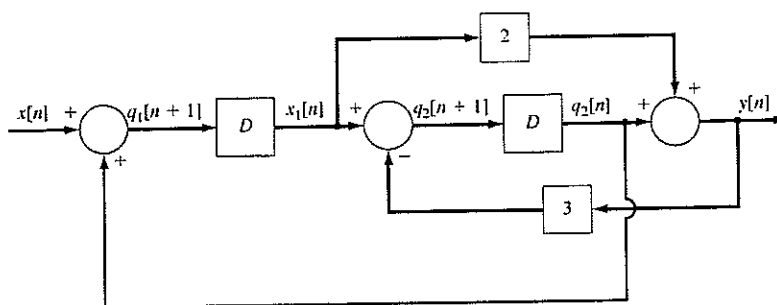 2
x[n] + q₁[n + 1] D x₁[n] + q₂[n + 1] D q₂[n] + + y[n]
+ −
3